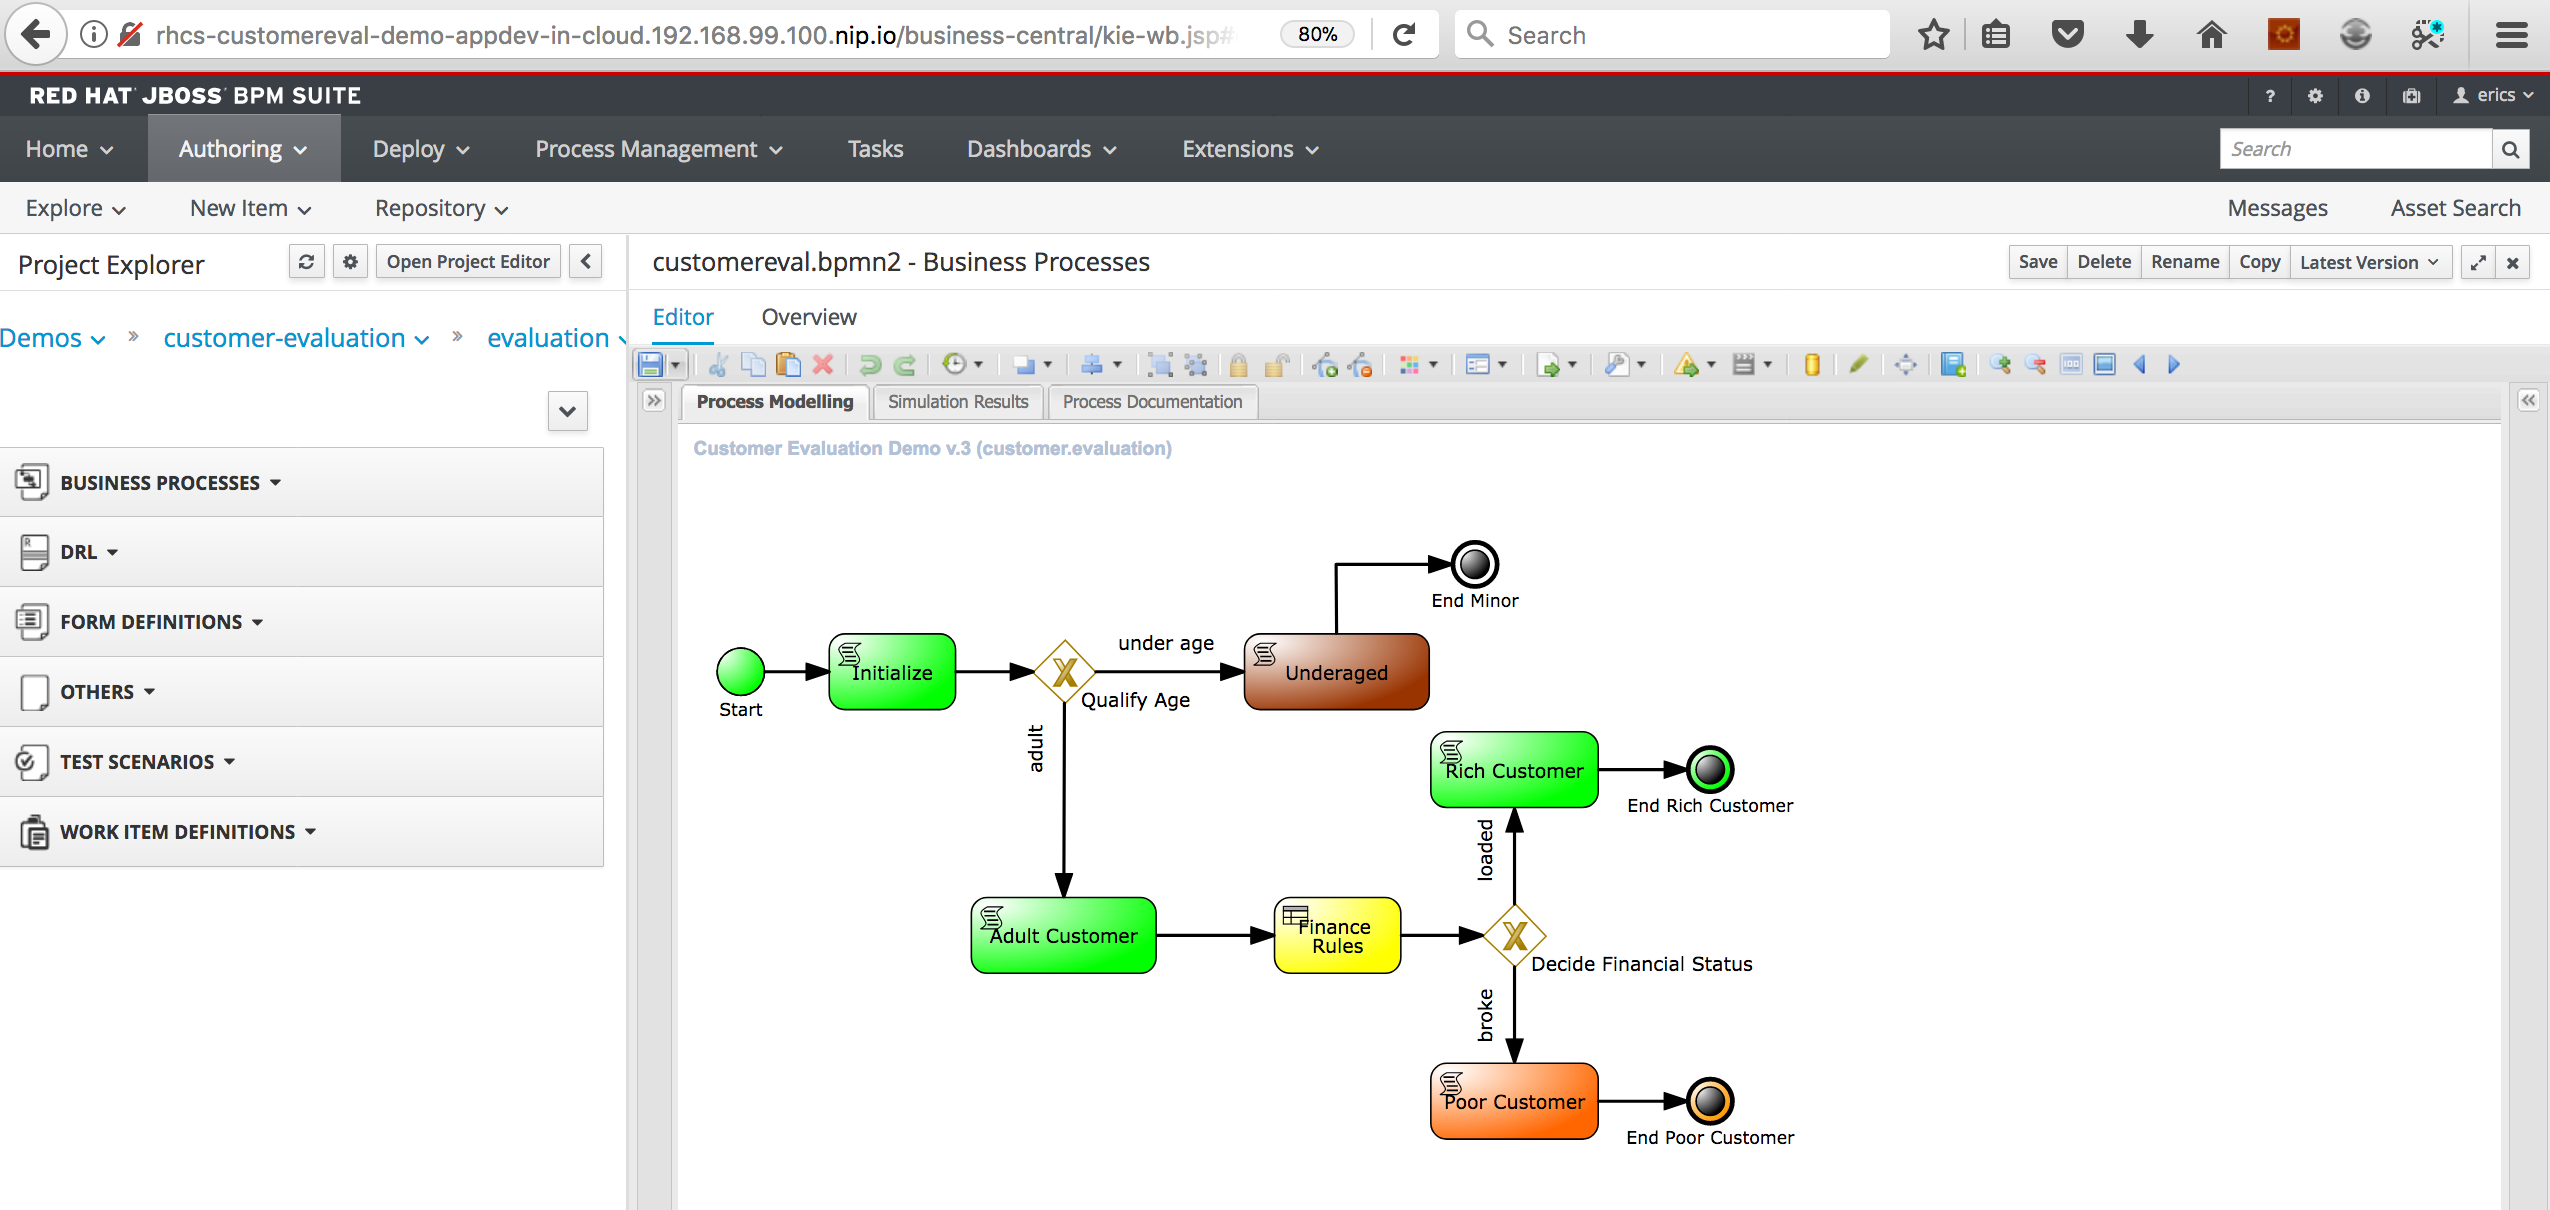 rhcs-customereval-demo-appdev-in-cloud.192.168.99.100.nip.io/business-central/kie-wb.jsp#
80%
Search
RED HAT JBOSS BPM SUITE
erics
Home
Authoring
Deploy
Process Management
Tasks
Dashboards
Extensions
Search
Explore
New Item
Repository
Messages
Asset Search
Project Explorer
Open Project Editor
customereval.bpmn2 - Business Processes
Save
Delete
Rename
Copy
Latest Version
Demos » customer-evaluation » evaluation
Editor
Overview
Process Modelling
Simulation Results
Process Documentation
Customer Evaluation Demo v.3 (customer.evaluation)
BUSINESS PROCESSES
DRL
FORM DEFINITIONS
OTHERS
TEST SCENARIOS
WORK ITEM DEFINITIONS
End Minor
under age
Start
Initialize
Qualify Age
Underaged
adult
Rich Customer
End Rich Customer
loaded
Adult Customer
Finance
Rules
Decide Financial Status
broke
Poor Customer
End Poor Customer